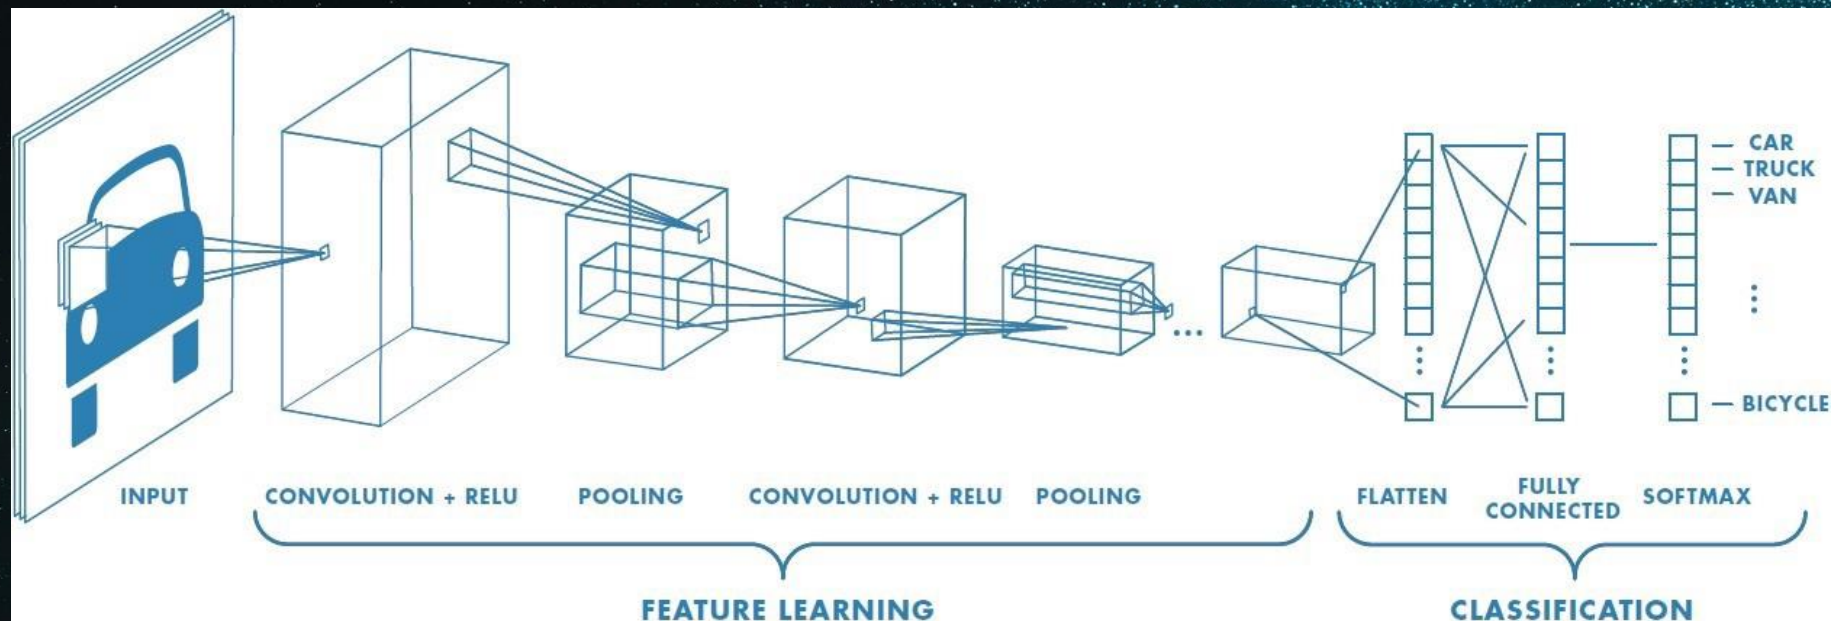 CAR
TRUCK
VAN
BICYCLE
INPUT
CONVOLUTION + RELU
POOLING
CONVOLUTION + RELU
POOLING
FLATTEN
FULLY
CONNECTED
SOFTMAX
FEATURE LEARNING
CLASSIFICATION